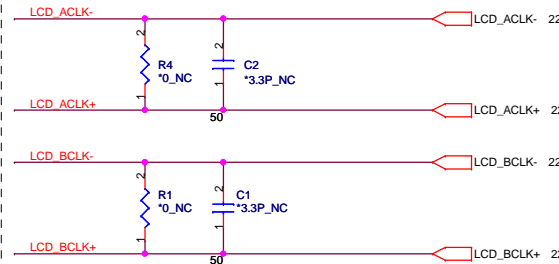 LCD_ACLK- LCD_ACLK- 22
2 2
R4 C2
*0_NC *3.3P_NC
1 1
LCD_ACLK+ LCD_ACLK+ 22
50
LCD_BCLK- LCD_BCLK- 22
2 2
R1 C1
*0_NC *3.3P_NC
1 1
LCD_BCLK+ LCD_BCLK+ 22
50